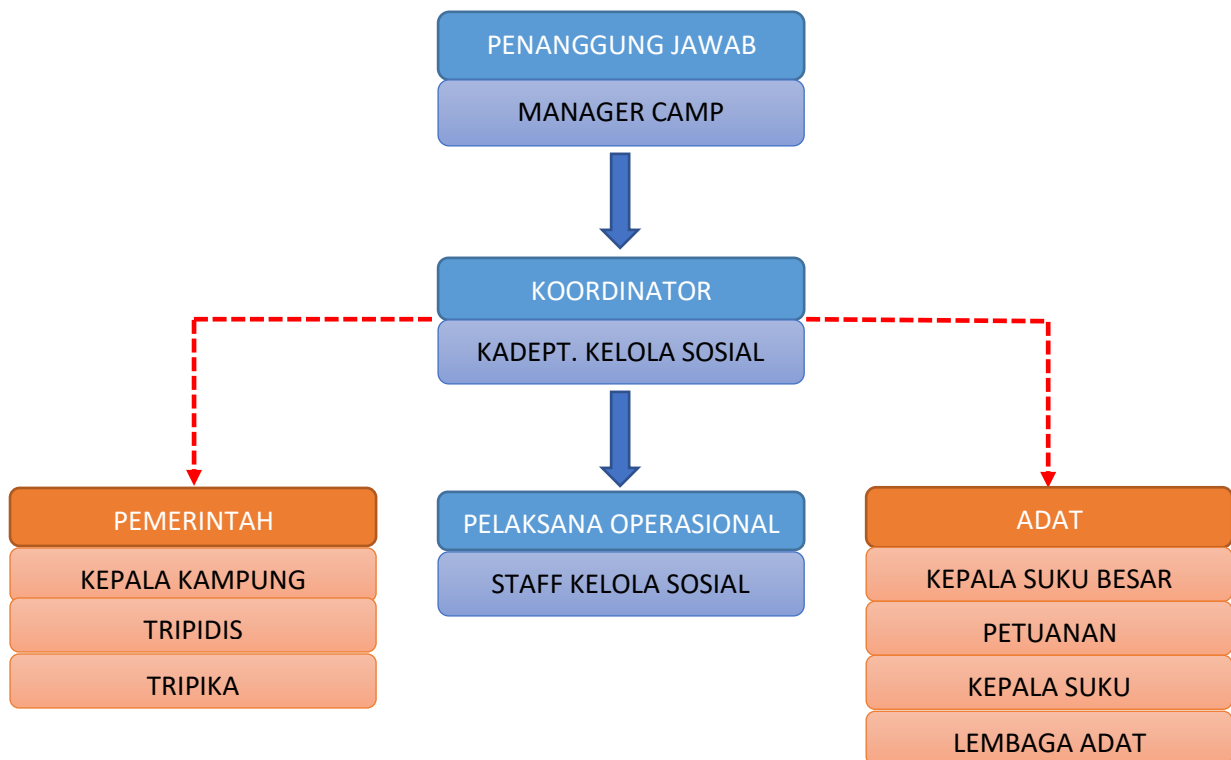 PENANGGUNG JAWAB
MANAGER CAMP
KOORDINATOR
KADEPT. KELOLA SOSIAL
PEMERINTAH
KEPALA KAMPUNG
TRIPIDIS
TRIPIKA
PELAKSANA OPERASIONAL
STAFF KELOLA SOSIAL
ADAT
KEPALA SUKU BESAR
PETUANAN
KEPALA SUKU
LEMBAGA ADAT